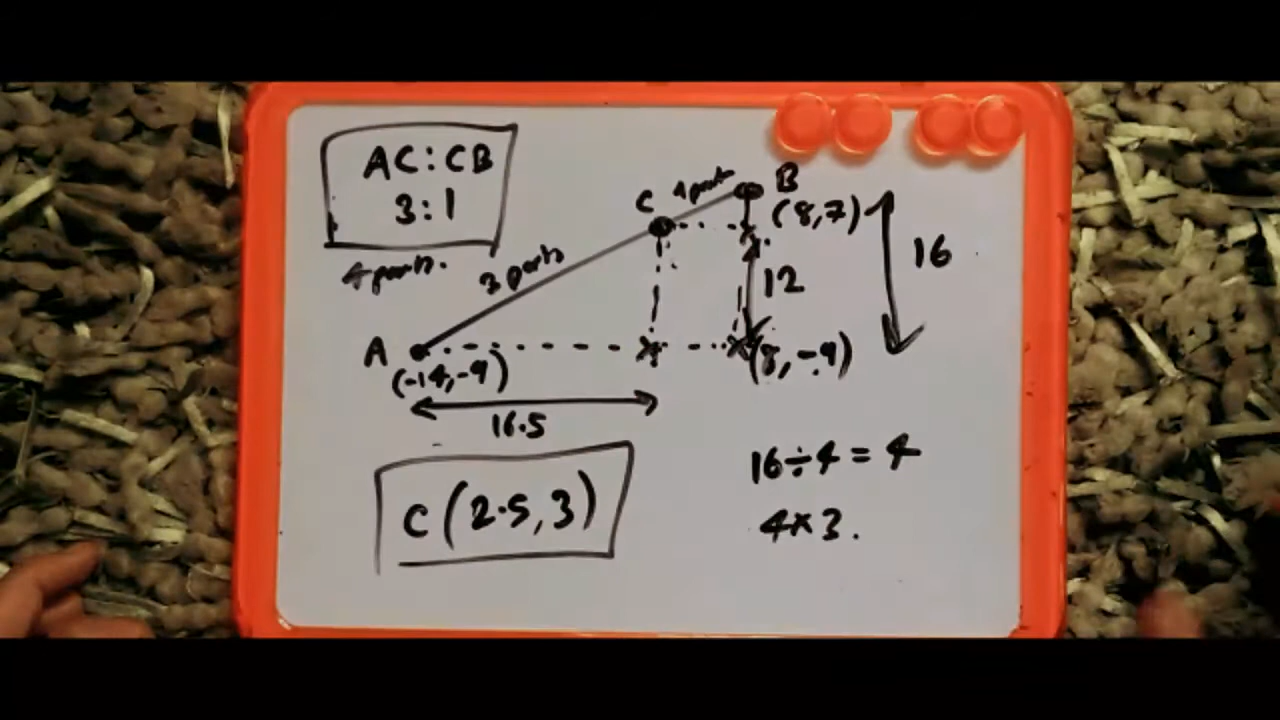 AC:CB
3:1
4 parts.
3 parts
C
1 part
B
(8,7)
16
12
A
(-14,-9)
(8,-9)
16.5
C (2.5,3)
16÷4=4
4×3.